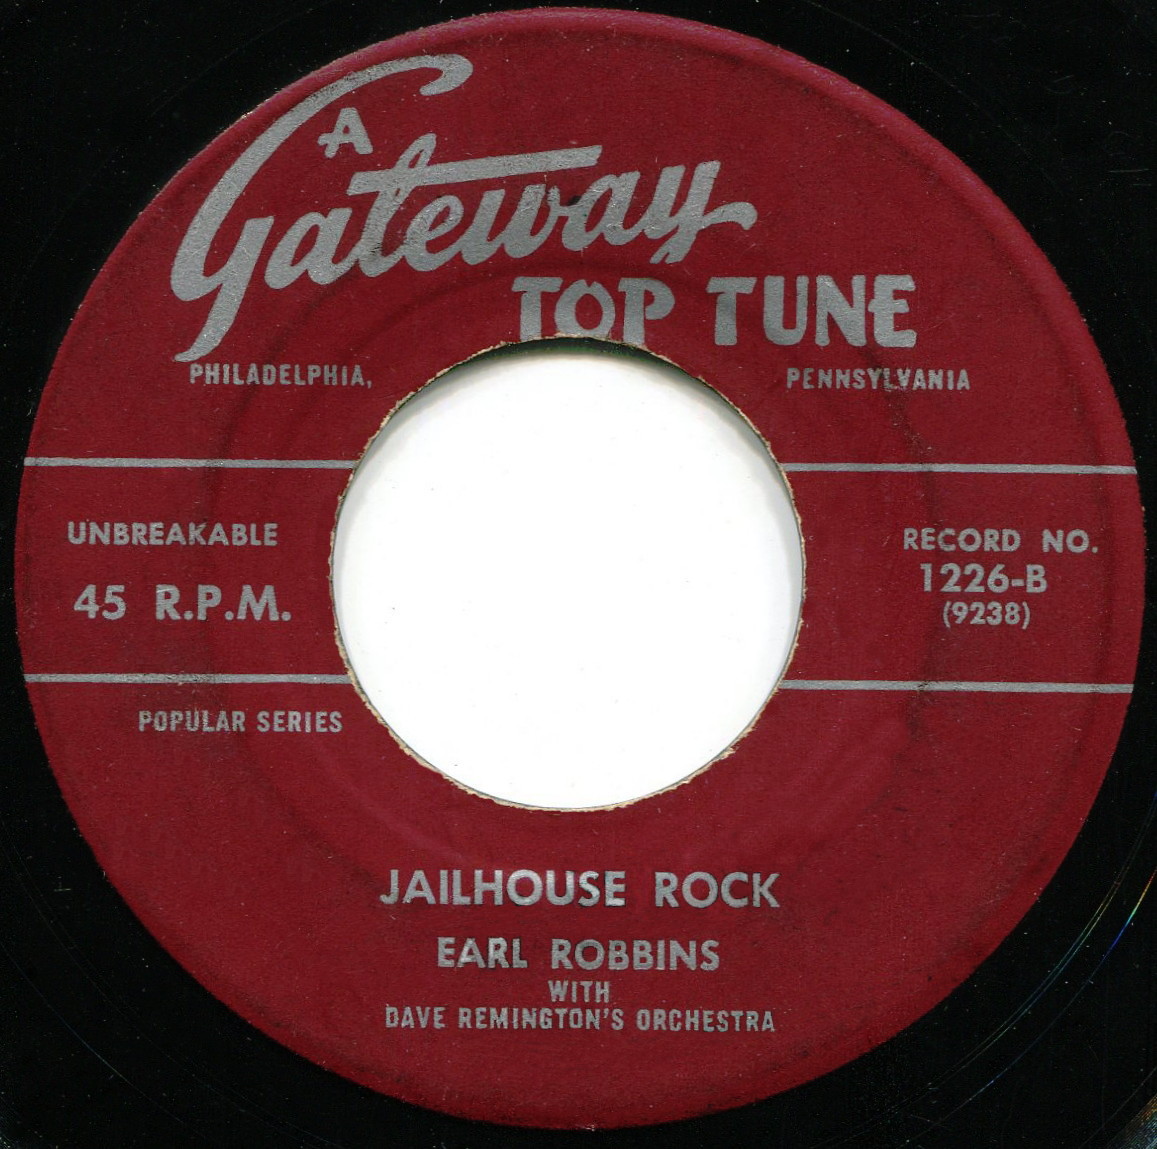 A
Gateway
TOP TUNE
PHILADELPHIA, PENNSYLVANIA
UNBREAKABLE
45 R.P.M.
RECORD NO.
1226-B
(9238)
POPULAR SERIES
JAILHOUSE ROCK
EARL ROBBINS
WITH
DAVE REMINGTON'S ORCHESTRA